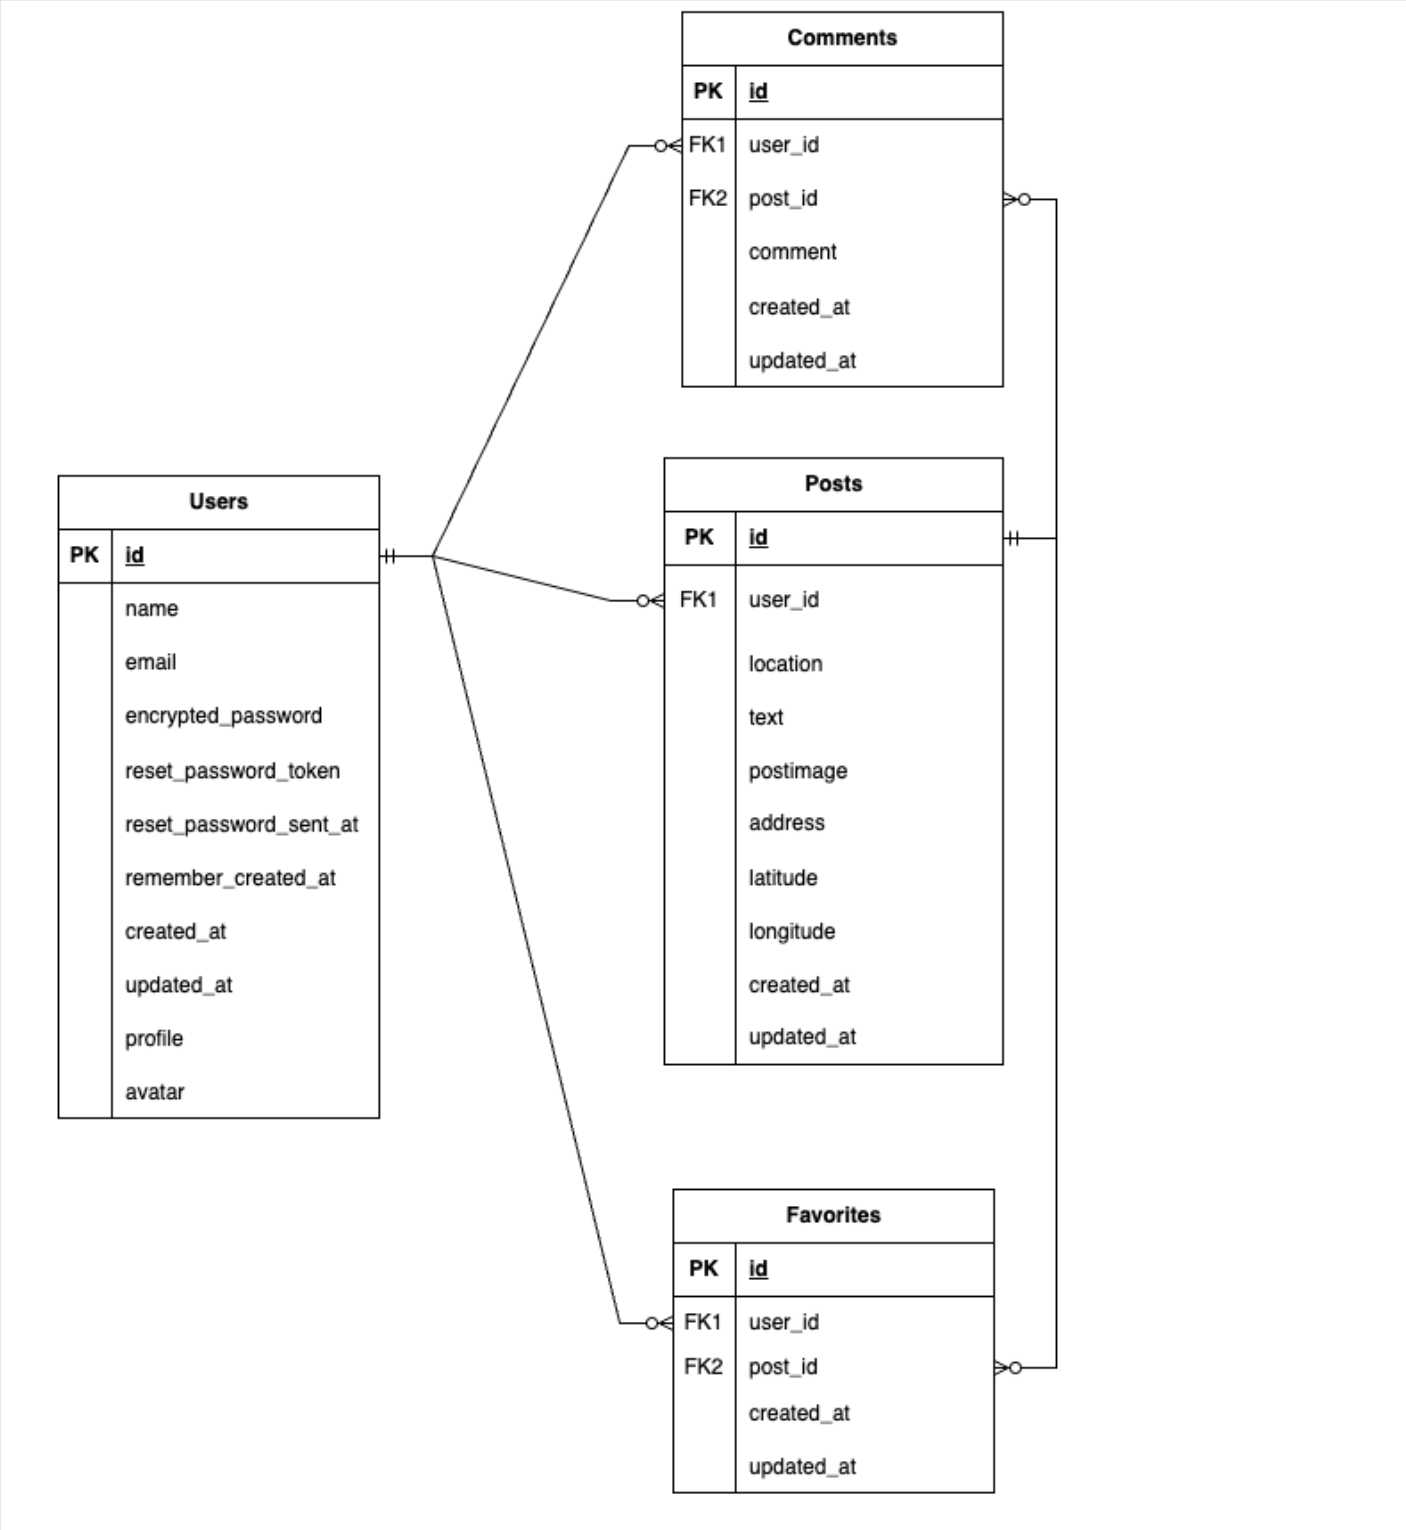 Comments
PK id
FK1 user_id
FK2 post_id
comment
created_at
updated_at
Users
PK id
name
email
encrypted_password
reset_password_token
reset_password_sent_at
remember_created_at
created_at
updated_at
profile
avatar
Posts
PK id
FK1 user_id
location
text
postimage
address
latitude
longitude
created_at
updated_at
Favorites
PK id
FK1 user_id
FK2 post_id
created_at
updated_at